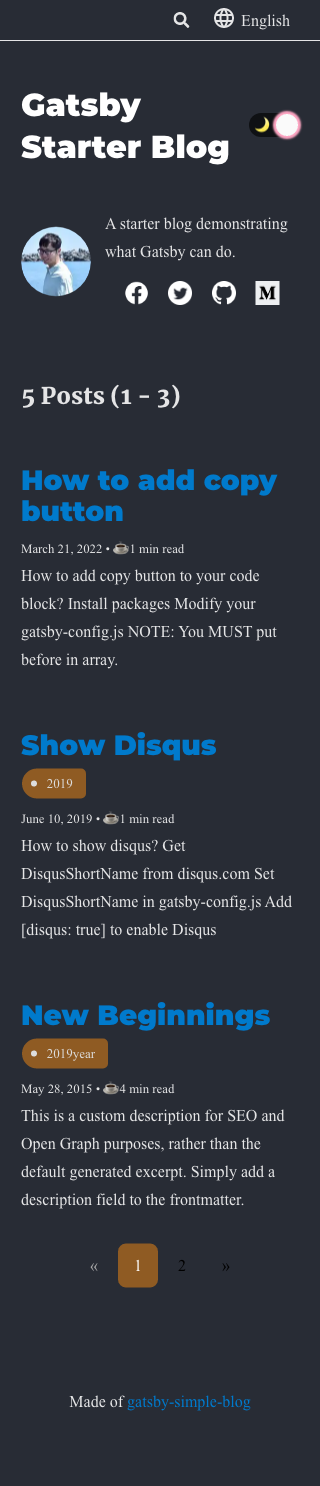 English
Gatsby
Starter Blog
A starter blog demonstrating
what Gatsby can do.
M
5 Posts (1 - 3)
How to add copy
button
March 21, 2022 • ☕1 min read
How to add copy button to your code
block? Install packages Modify your
gatsby-config.js NOTE: You MUST put
before in array.
Show Disqus
2019
June 10, 2019 • ☕1 min read
How to show disqus? Get
DisqusShortName from disqus.com Set
DisqusShortName in gatsby-config.js Add
[disqus: true] to enable Disqus
New Beginnings
2019year
May 28, 2015 • ☕4 min read
This is a custom description for SEO and
Open Graph purposes, rather than the
default generated excerpt. Simply add a
description field to the frontmatter.
« 1 2 »
Made of gatsby-simple-blog